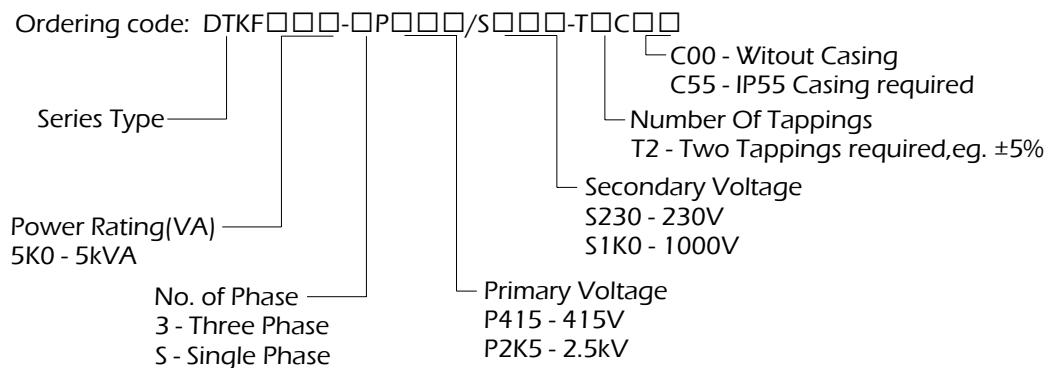 Ordering code: DTKF□□□-□P□□□/S□□□-T□C□□
C00 - Witout Casing
C55 - IP55 Casing required
Series Type
Number Of Tappings
T2 - Two Tappings required,eg. ±5%
Secondary Voltage
S230 - 230V
S1K0 - 1000V
Power Rating(VA)
5K0 - 5kVA
No. of Phase
3 - Three Phase
S - Single Phase
Primary Voltage
P415 - 415V
P2K5 - 2.5kV